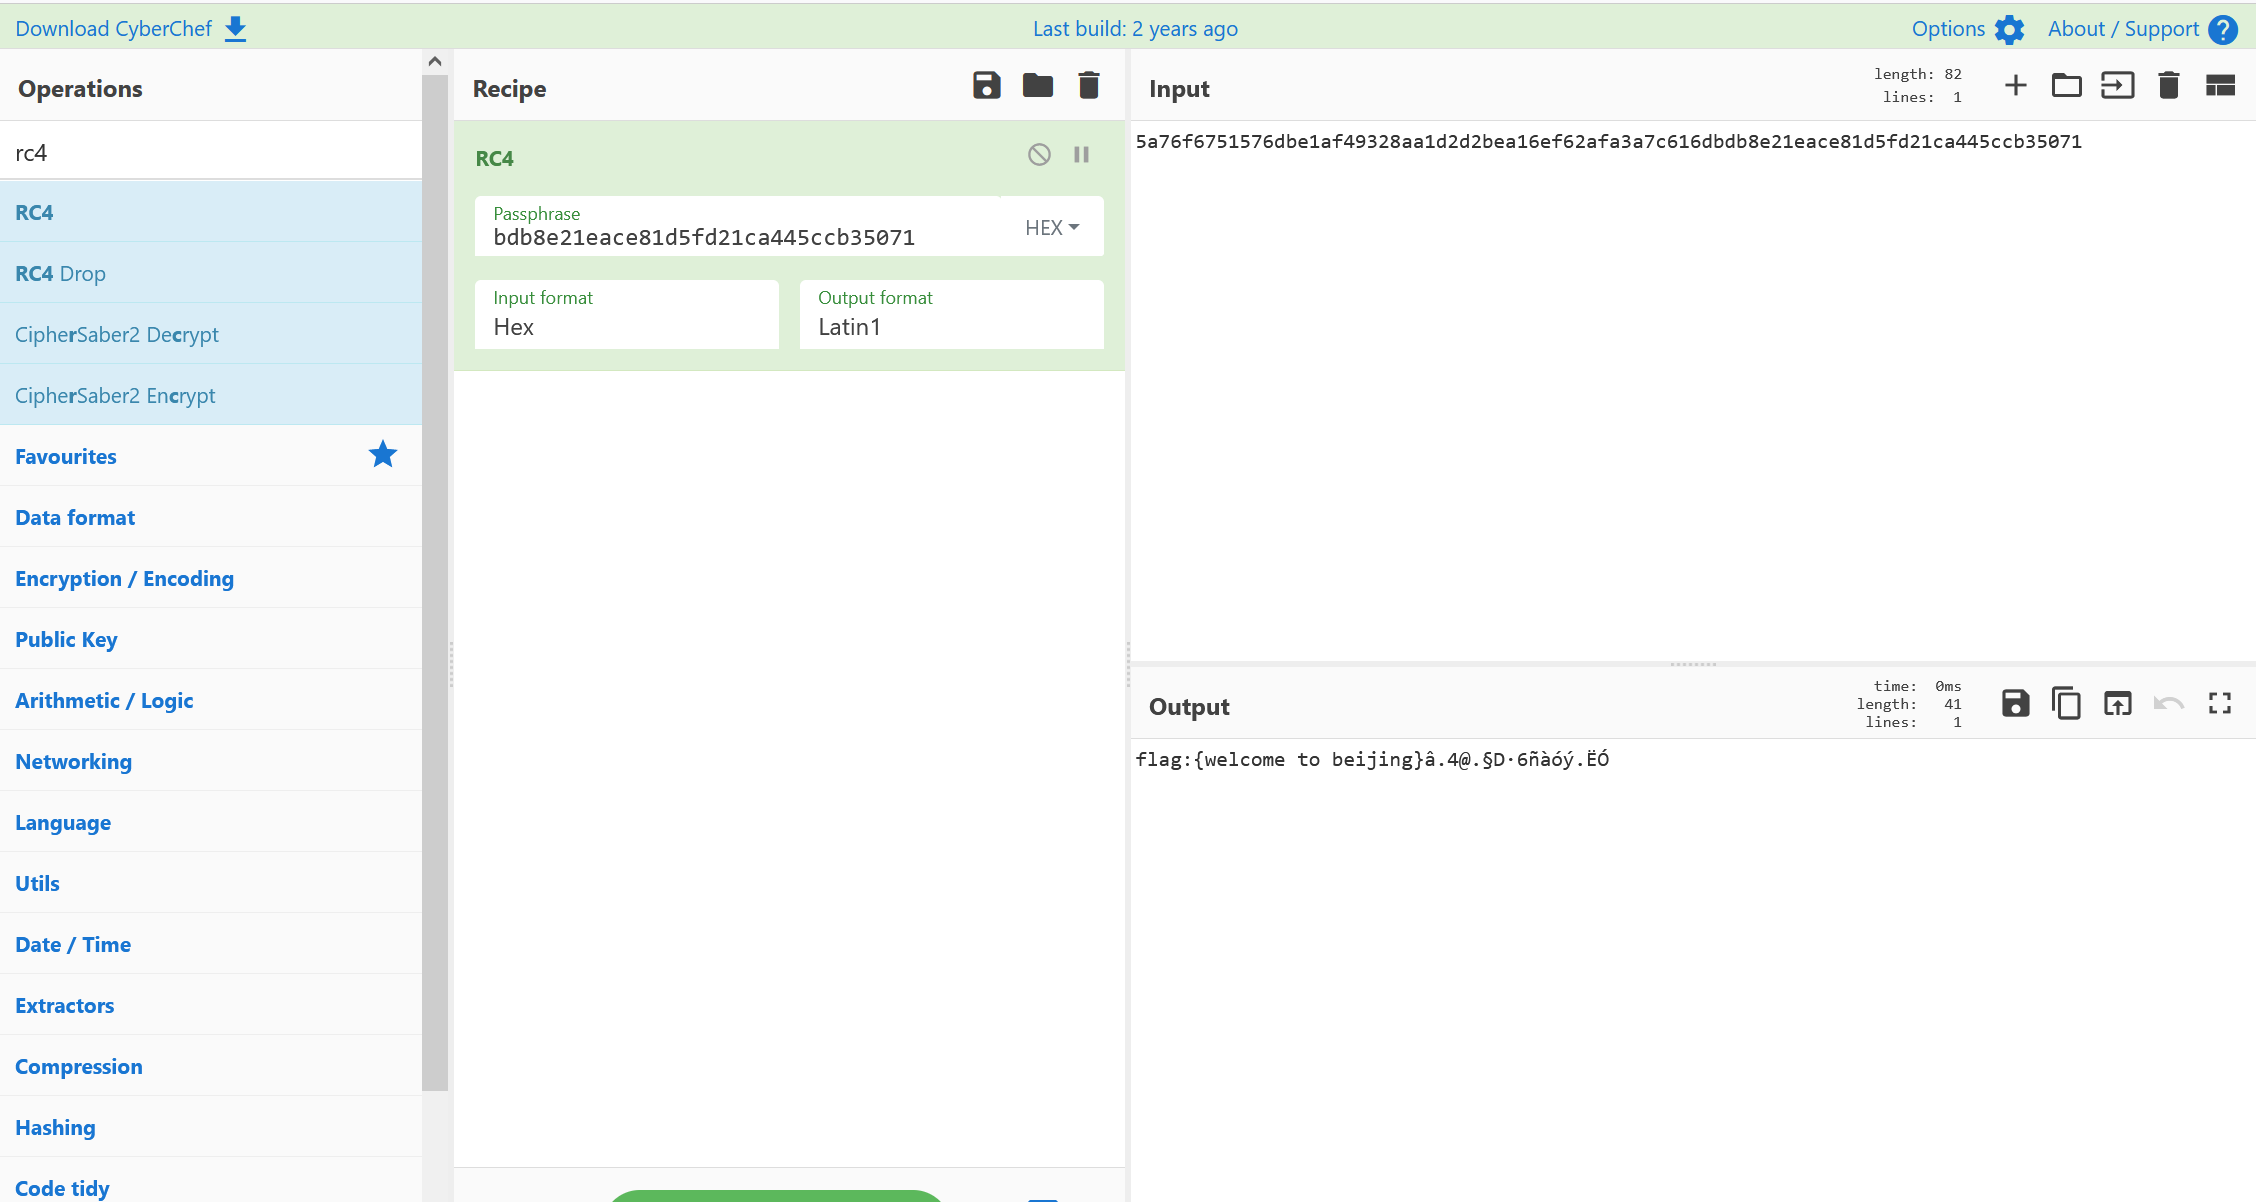 Download CyberChef
Last build: 2 years ago
Options
About / Support
Operations
rc4
RC4
RC4 Drop
CipherSaber2 Decrypt
CipherSaber2 Encrypt
Favourites
Data format
Encryption / Encoding
Public Key
Arithmetic / Logic
Networking
Language
Utils
Date / Time
Extractors
Compression
Hashing
Code tidy
Recipe
RC4
Passphrase
bdb8e21eace81d5fd21ca445ccb35071
HEX
Input format
Hex
Output format
Latin1
Input
length: 82
lines: 1
5a76f6751576dbe1af49328aa1d2d2bea16ef62afa3a7c616dbdb8e21eace81d5fd21ca445ccb35071
Output
time: 0ms
length: 41
lines: 1
flag:{welcome to beijing}â.4@.§D·6ñàóý.ËÓ